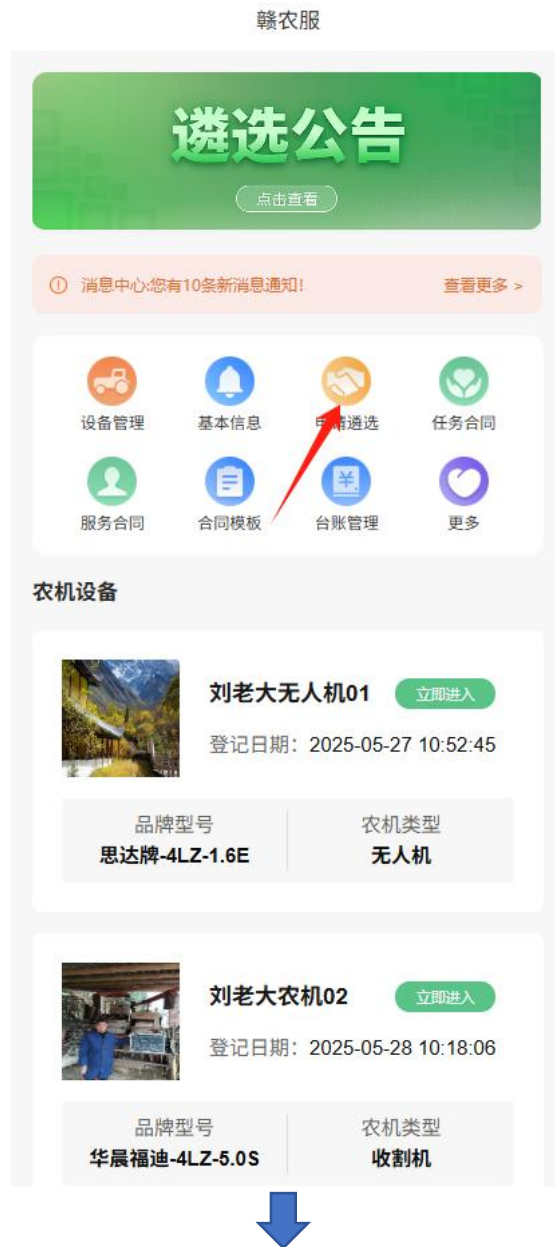 赣农服
遴选公告
点击查看
消息中心:您有10条新消息通知!
查看更多 >
设备管理 基本信息 申请遴选 任务合同
服务合同 合同模板 台账管理 更多
农机设备
刘老大无人机01 立即进入
登记日期：2025-05-27 10:52:45
品牌型号 农机类型
思达牌-4LZ-1.6E 无人机
刘老大农机02 立即进入
登记日期：2025-05-28 10:18:06
品牌型号 农机类型
华晨福迪-4LZ-5.0S 收割机